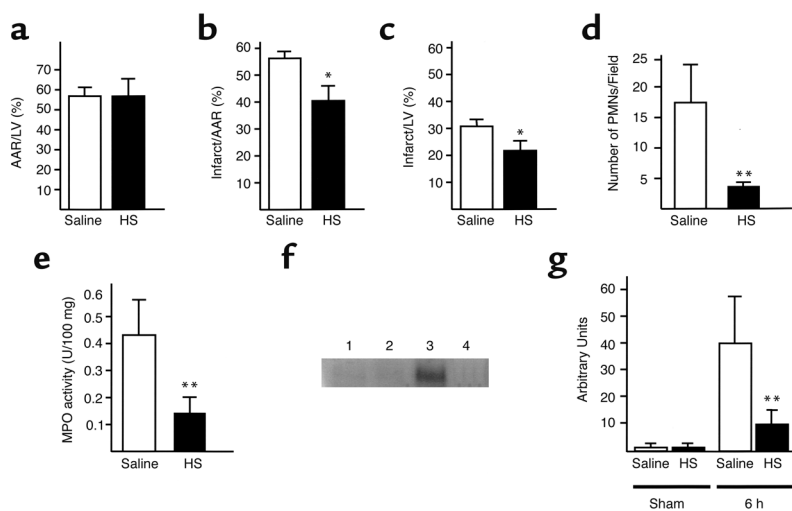 a
AAR/LV (%)
70
60
50
40
30
20
10
Saline HS
b
Infarct/AAR (%)
60
50
40
30
20
10
*
Saline HS
c
Infarct/LV (%)
60
50
40
30
20
10
*
Saline HS
d
Number of PMNs/Field
25
20
15
10
5
**
Saline HS
e
MPO activity (U/100 mg)
0.6
0.5
0.4
0.3
0.2
0.1
**
Saline HS
f
1 2 3 4
g
Arbitrary Units
60
50
40
30
20
10
**
Saline HS Saline HS
Sham 6 h